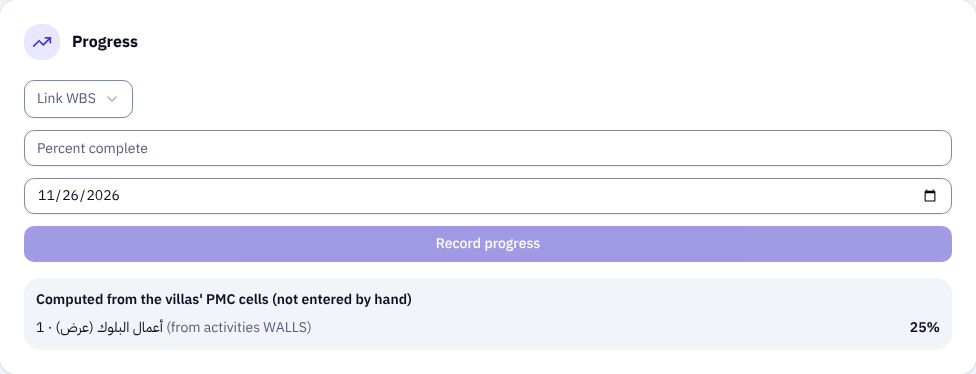 Progress
Link WBS
Percent complete
11/26/2026
Record progress
Computed from the villas' PMC cells (not entered by hand)
1 · أعمال البلوك (عرض) (from activities WALLS)
25%